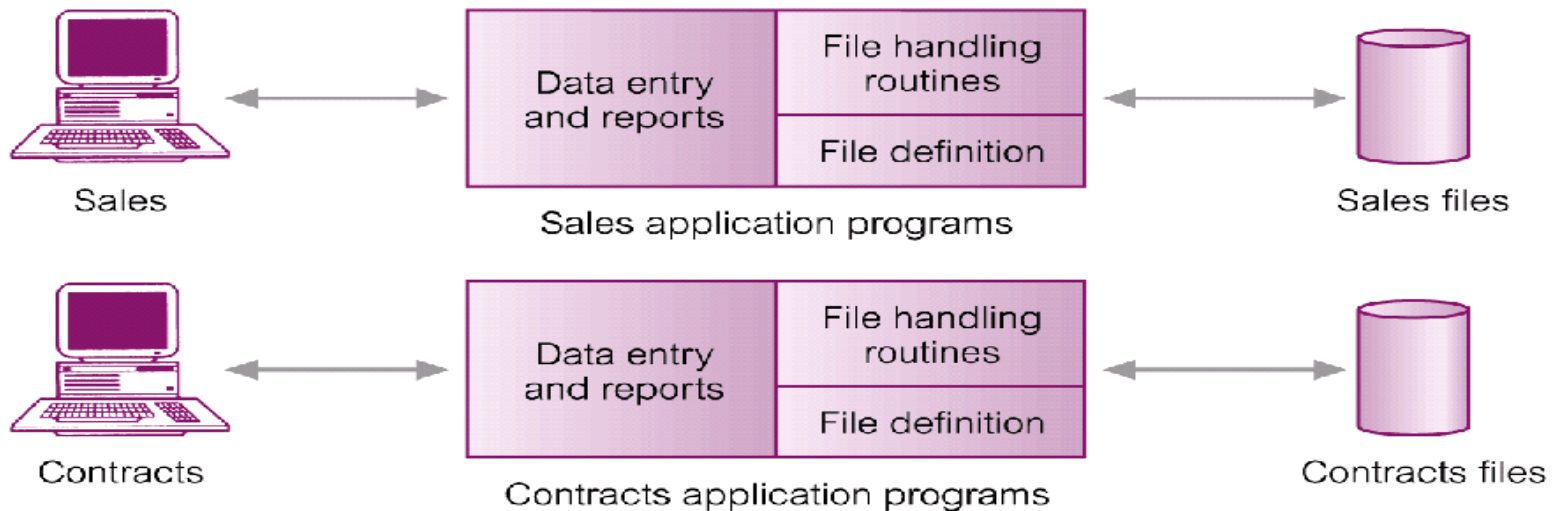 Data entry
and reports
File handling
routines
File definition
Sales
Sales application programs
Sales files
Data entry
and reports
File handling
routines
File definition
Contracts
Contracts application programs
Contracts files